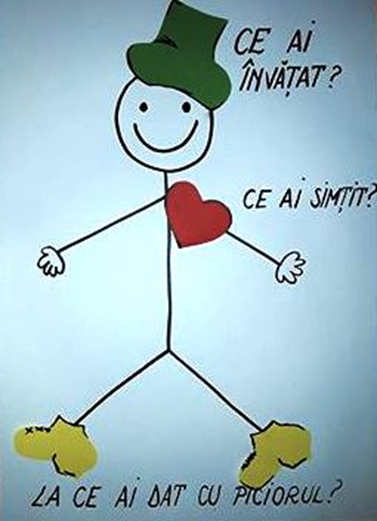 CE AI
ÎNVĂȚAT?
CE AI SIMȚIT?
LA CE AI DAT CU PICIORUL?